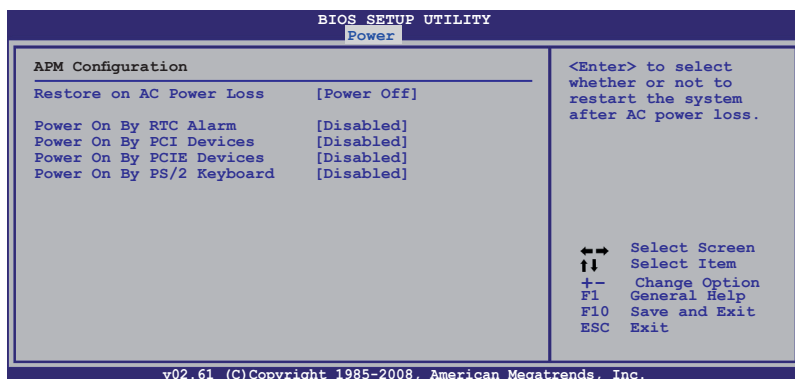 BIOS SETUP UTILITY
Power
APM Configuration
Restore on AC Power Loss [Power Off]
Power On By RTC Alarm [Disabled]
Power On By PCI Devices [Disabled]
Power On By PCIE Devices [Disabled]
Power On By PS/2 Keyboard [Disabled]
<Enter> to select
whether or not to
restart the system
after AC power loss.
←→ Select Screen
↑↓ Select Item
+- Change Option
F1 General Help
F10 Save and Exit
ESC Exit
v02.61 (C)Copyright 1985-2008, American Megatrends, Inc.